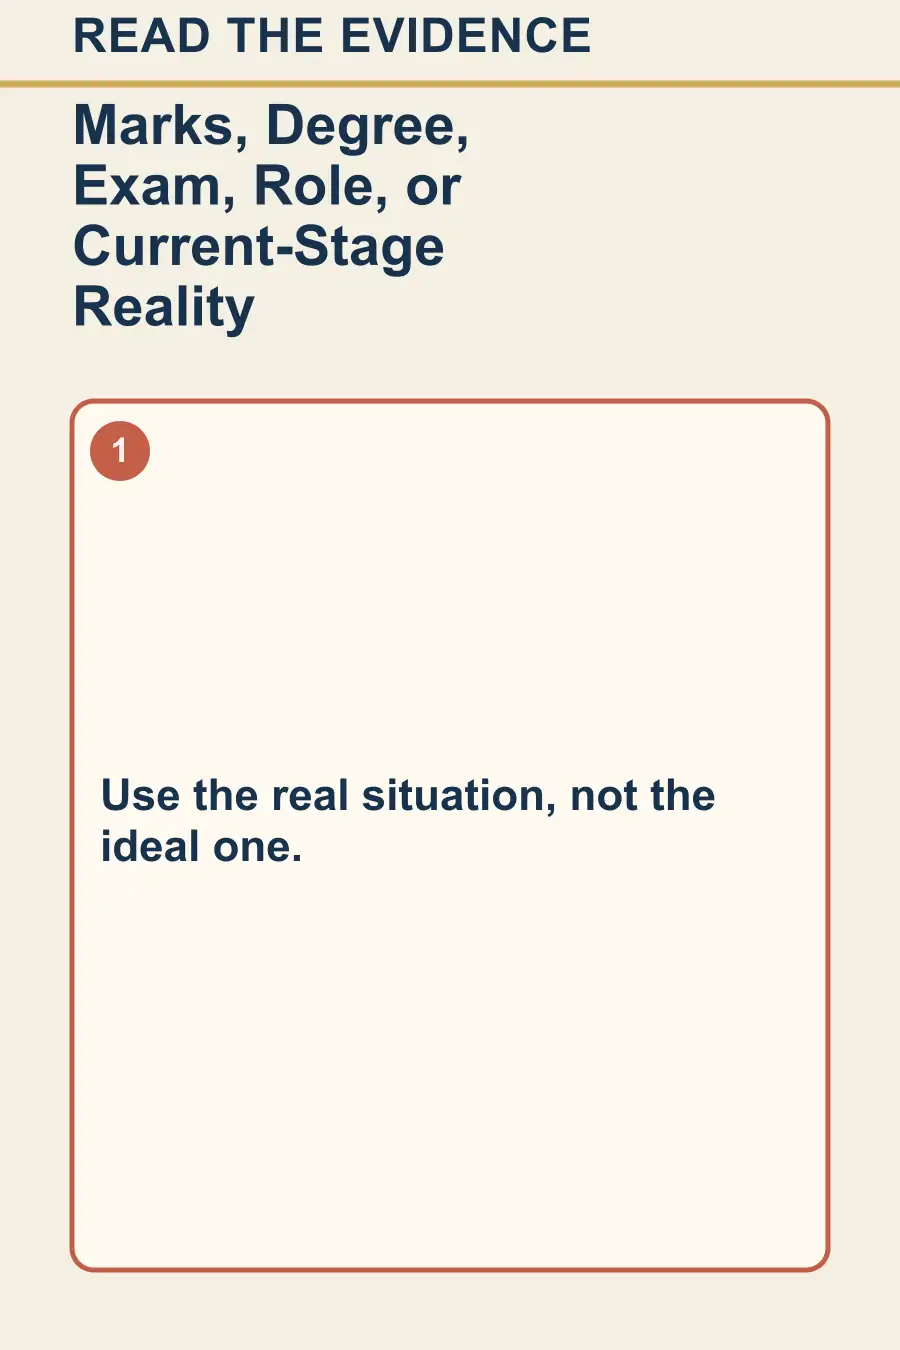 READ THE EVIDENCE
Marks, Degree,
Exam, Role, or
Current-Stage
Reality
1
Use the real situation, not the
ideal one.